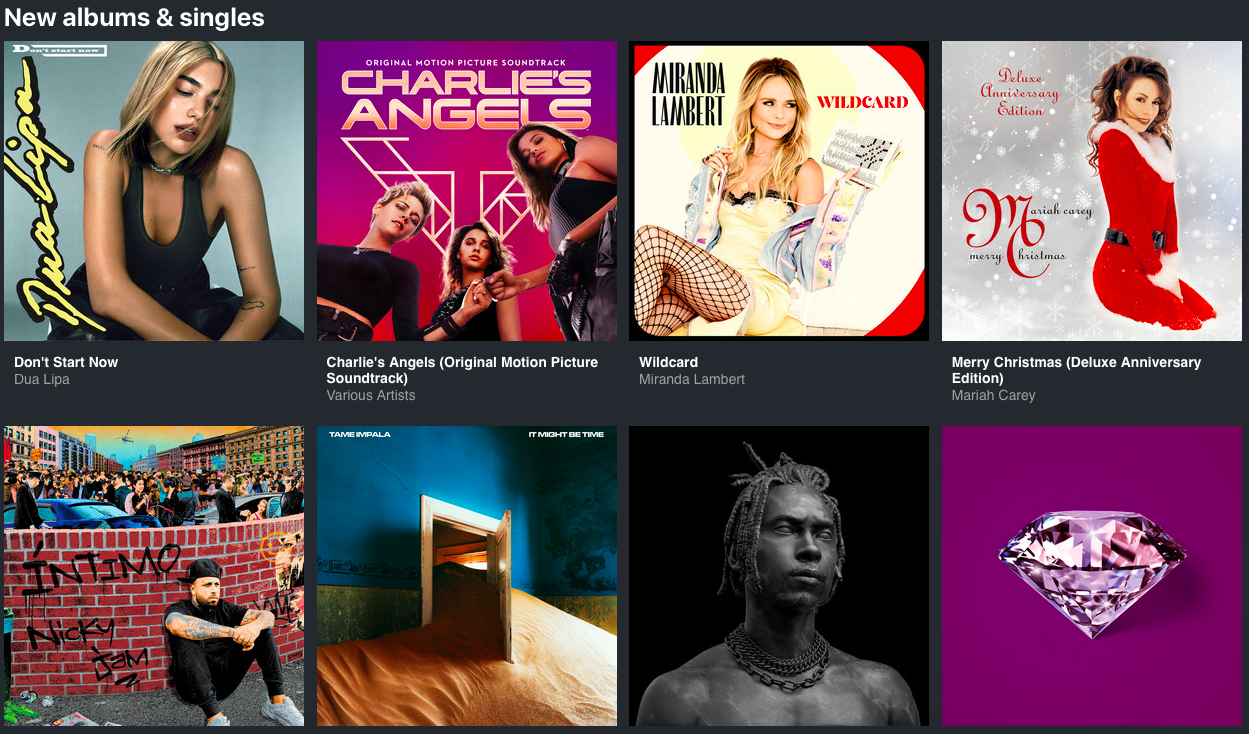 New albums & singles
Don't start now
Dua Lipa
ORIGINAL MOTION PICTURE SOUNDTRACK
CHARLIE'S
ANGELS
MIRANDA
LAMBERT
WILDCARD
Deluxe
Anniversary
Edition
Mariah carey
merry Christmas
Don't Start Now
Dua Lipa
Charlie's Angels (Original Motion Picture
Soundtrack)
Various Artists
Wildcard
Miranda Lambert
Merry Christmas (Deluxe Anniversary
Edition)
Mariah Carey
ÍNTIMO
Nicky
Jam
TAME IMPALA
IT MIGHT BE TIME